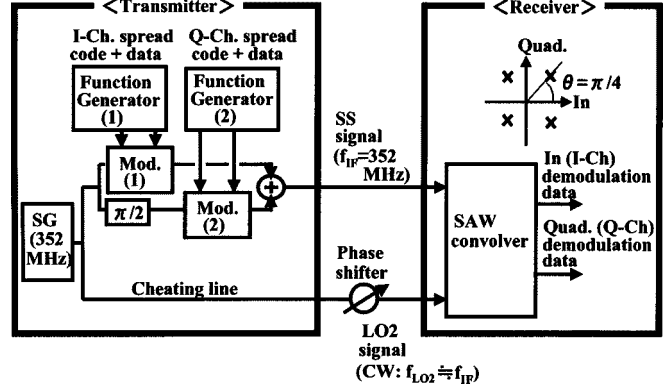 <Transmitter>
<Receiver>
I-Ch. spread
code + data
Q-Ch. spread
code + data
Function
Generator
(1)
Function
Generator
(2)
Mod.
(1)
π/2
Mod.
(2)
SG
(352
MHz)
Cheating line
SS
signal
(fIF=352
MHz)
Phase
shifter
LO2
signal
(CW: fLO2≒fIF)
Quad.
θ=π/4
In
SAW
convolver
In (I-Ch)
demodulation
data
Quad. (Q-Ch)
demodulation
data